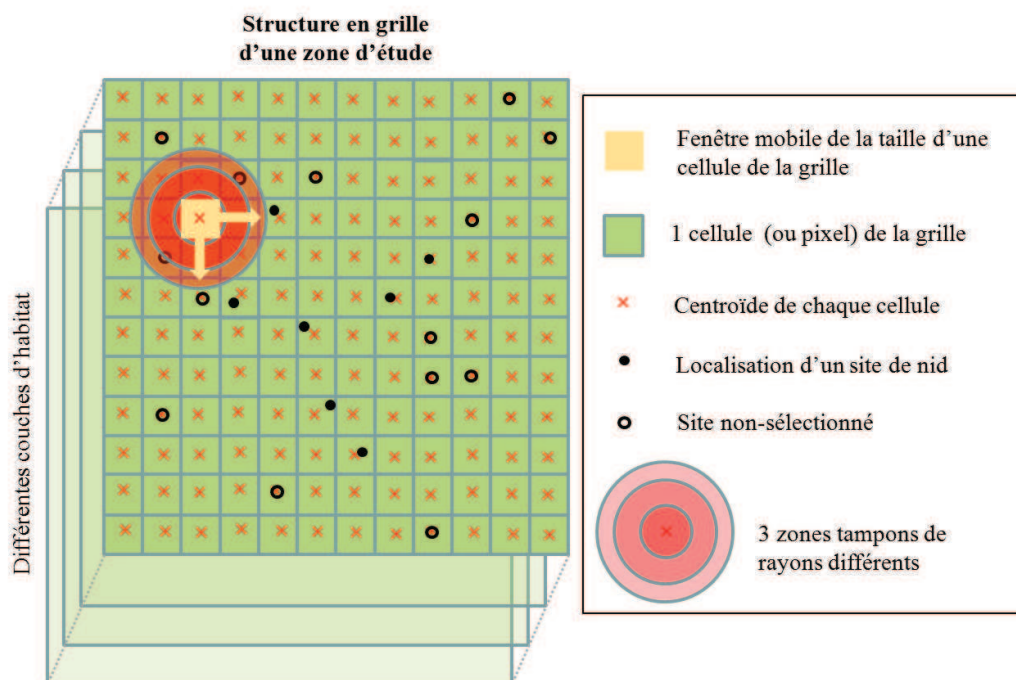 Structure en grille
d’une zone d’étude
Différentes couches d’habitat
Fenêtre mobile de la taille d’une
cellule de la grille
1 cellule (ou pixel) de la grille
Centroïde de chaque cellule
Localisation d’un site de nid
Site non-sélectionné
3 zones tampons de
rayons différents